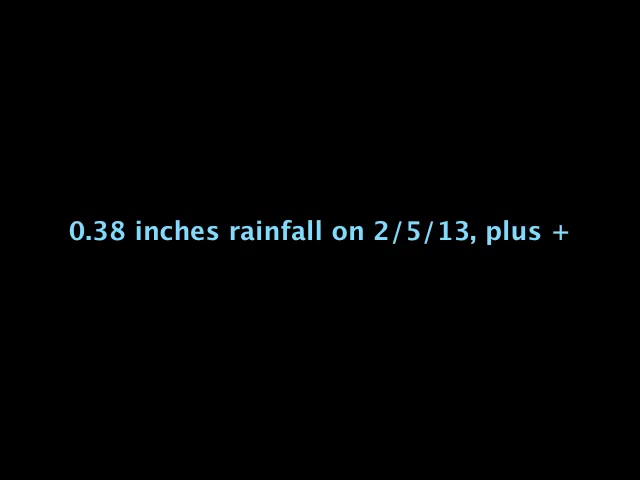 0.38 inches rainfall on 2/5/13, plus +